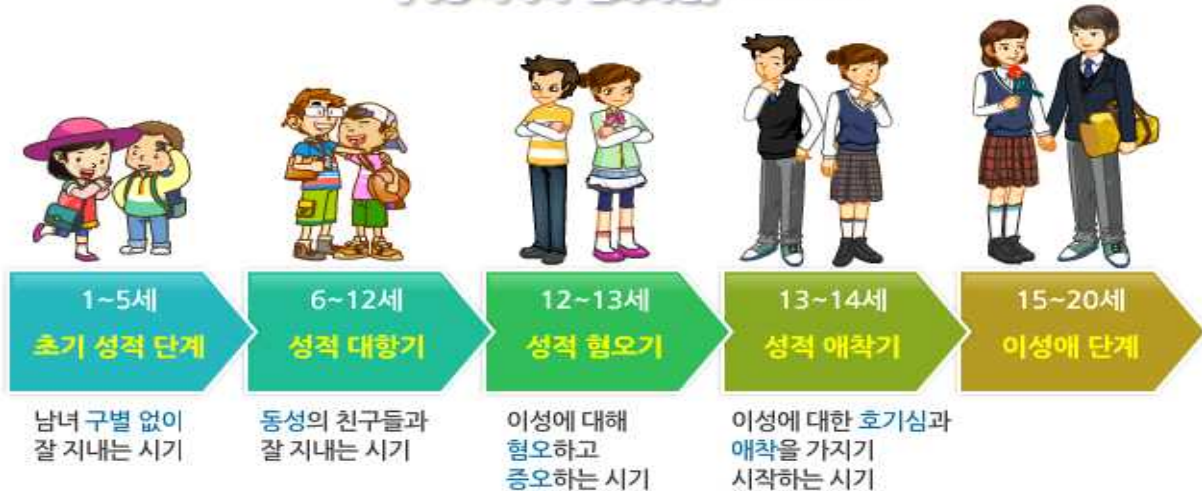 1~5세
초기 성적 단계
남녀 구별 없이
잘 지내는 시기
6~12세
성적 대항기
동성의 친구들과
잘 지내는 시기
12~13세
성적 혐오기
이성에 대해
혐오하고
증오하는 시기
13~14세
성적 애착기
이성에 대한 호기심과
애착을 가지기
시작하는 시기
15~20세
이성애 단계